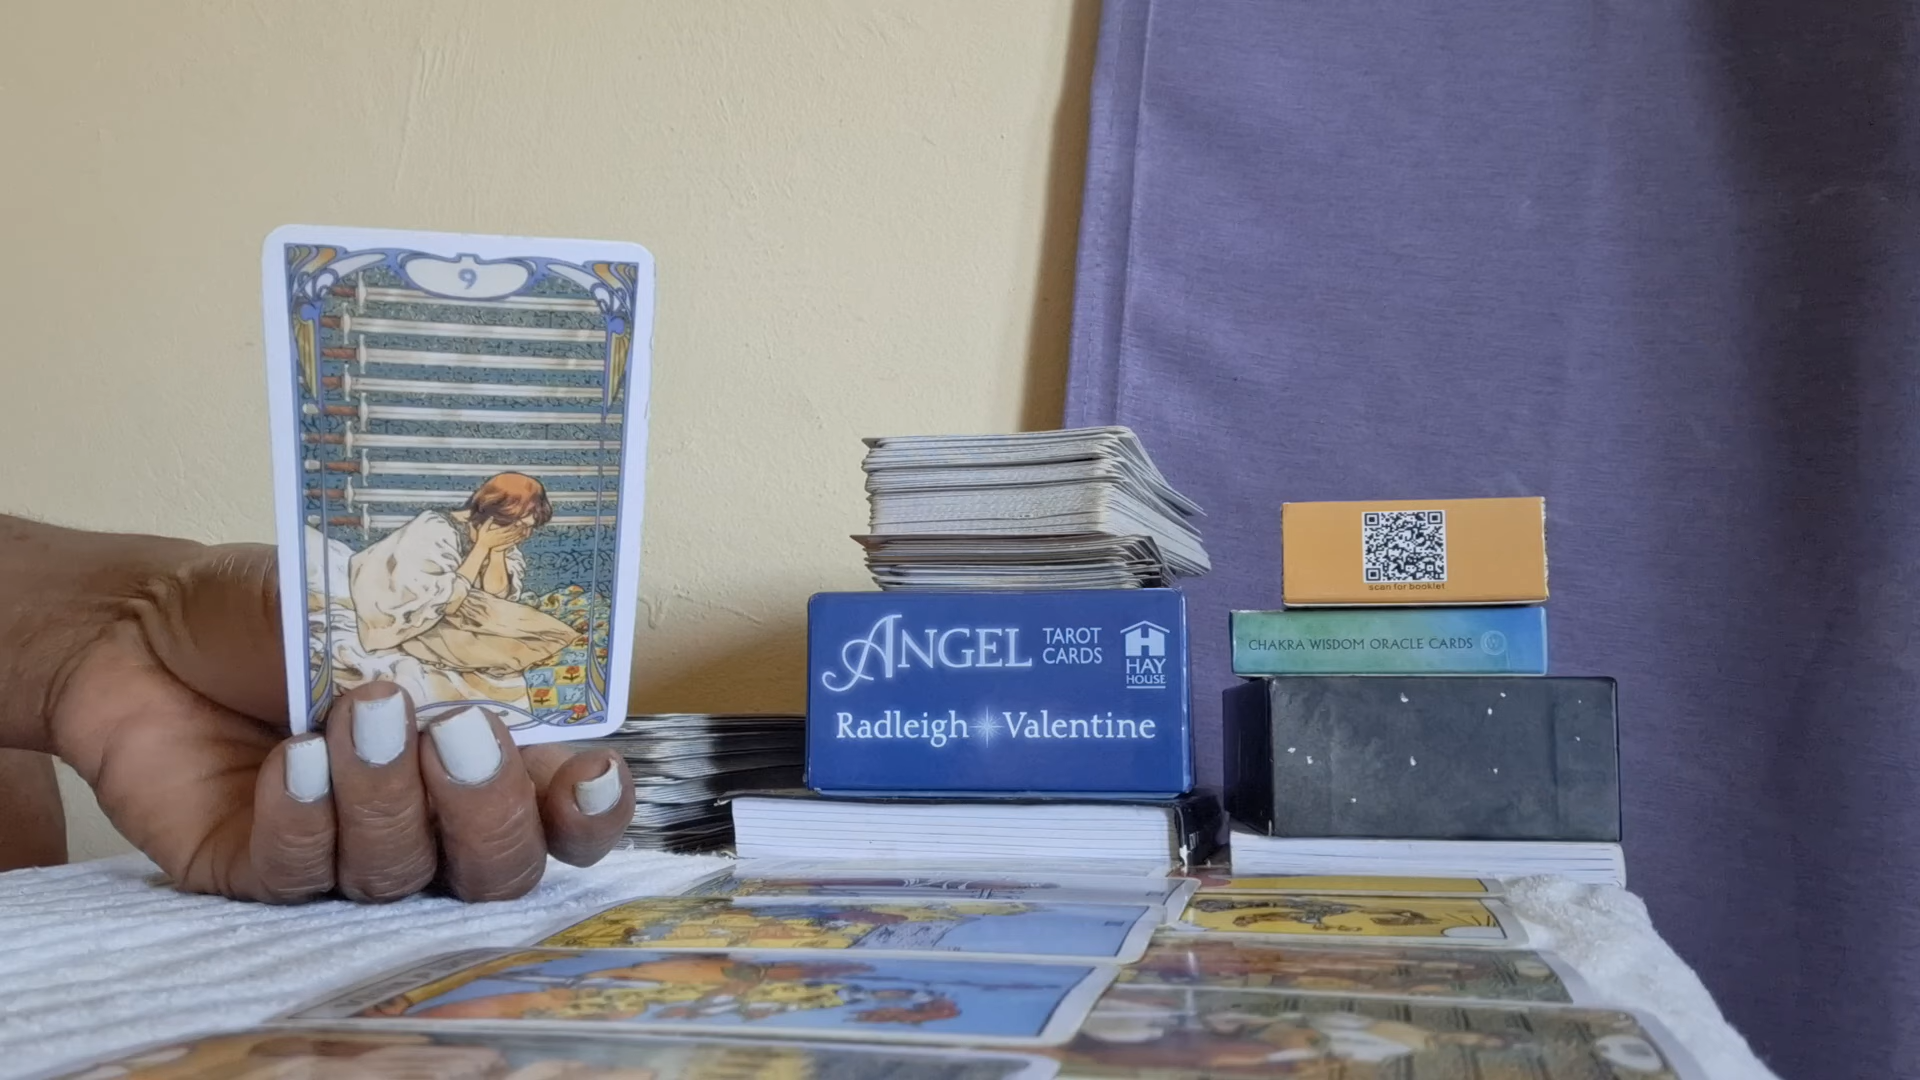 9
ANGEL
TAROT
CARDS
HAY
HOUSE
Radleigh Valentine
scan for booklet
CHAKRA WISDOM ORACLE CARDS